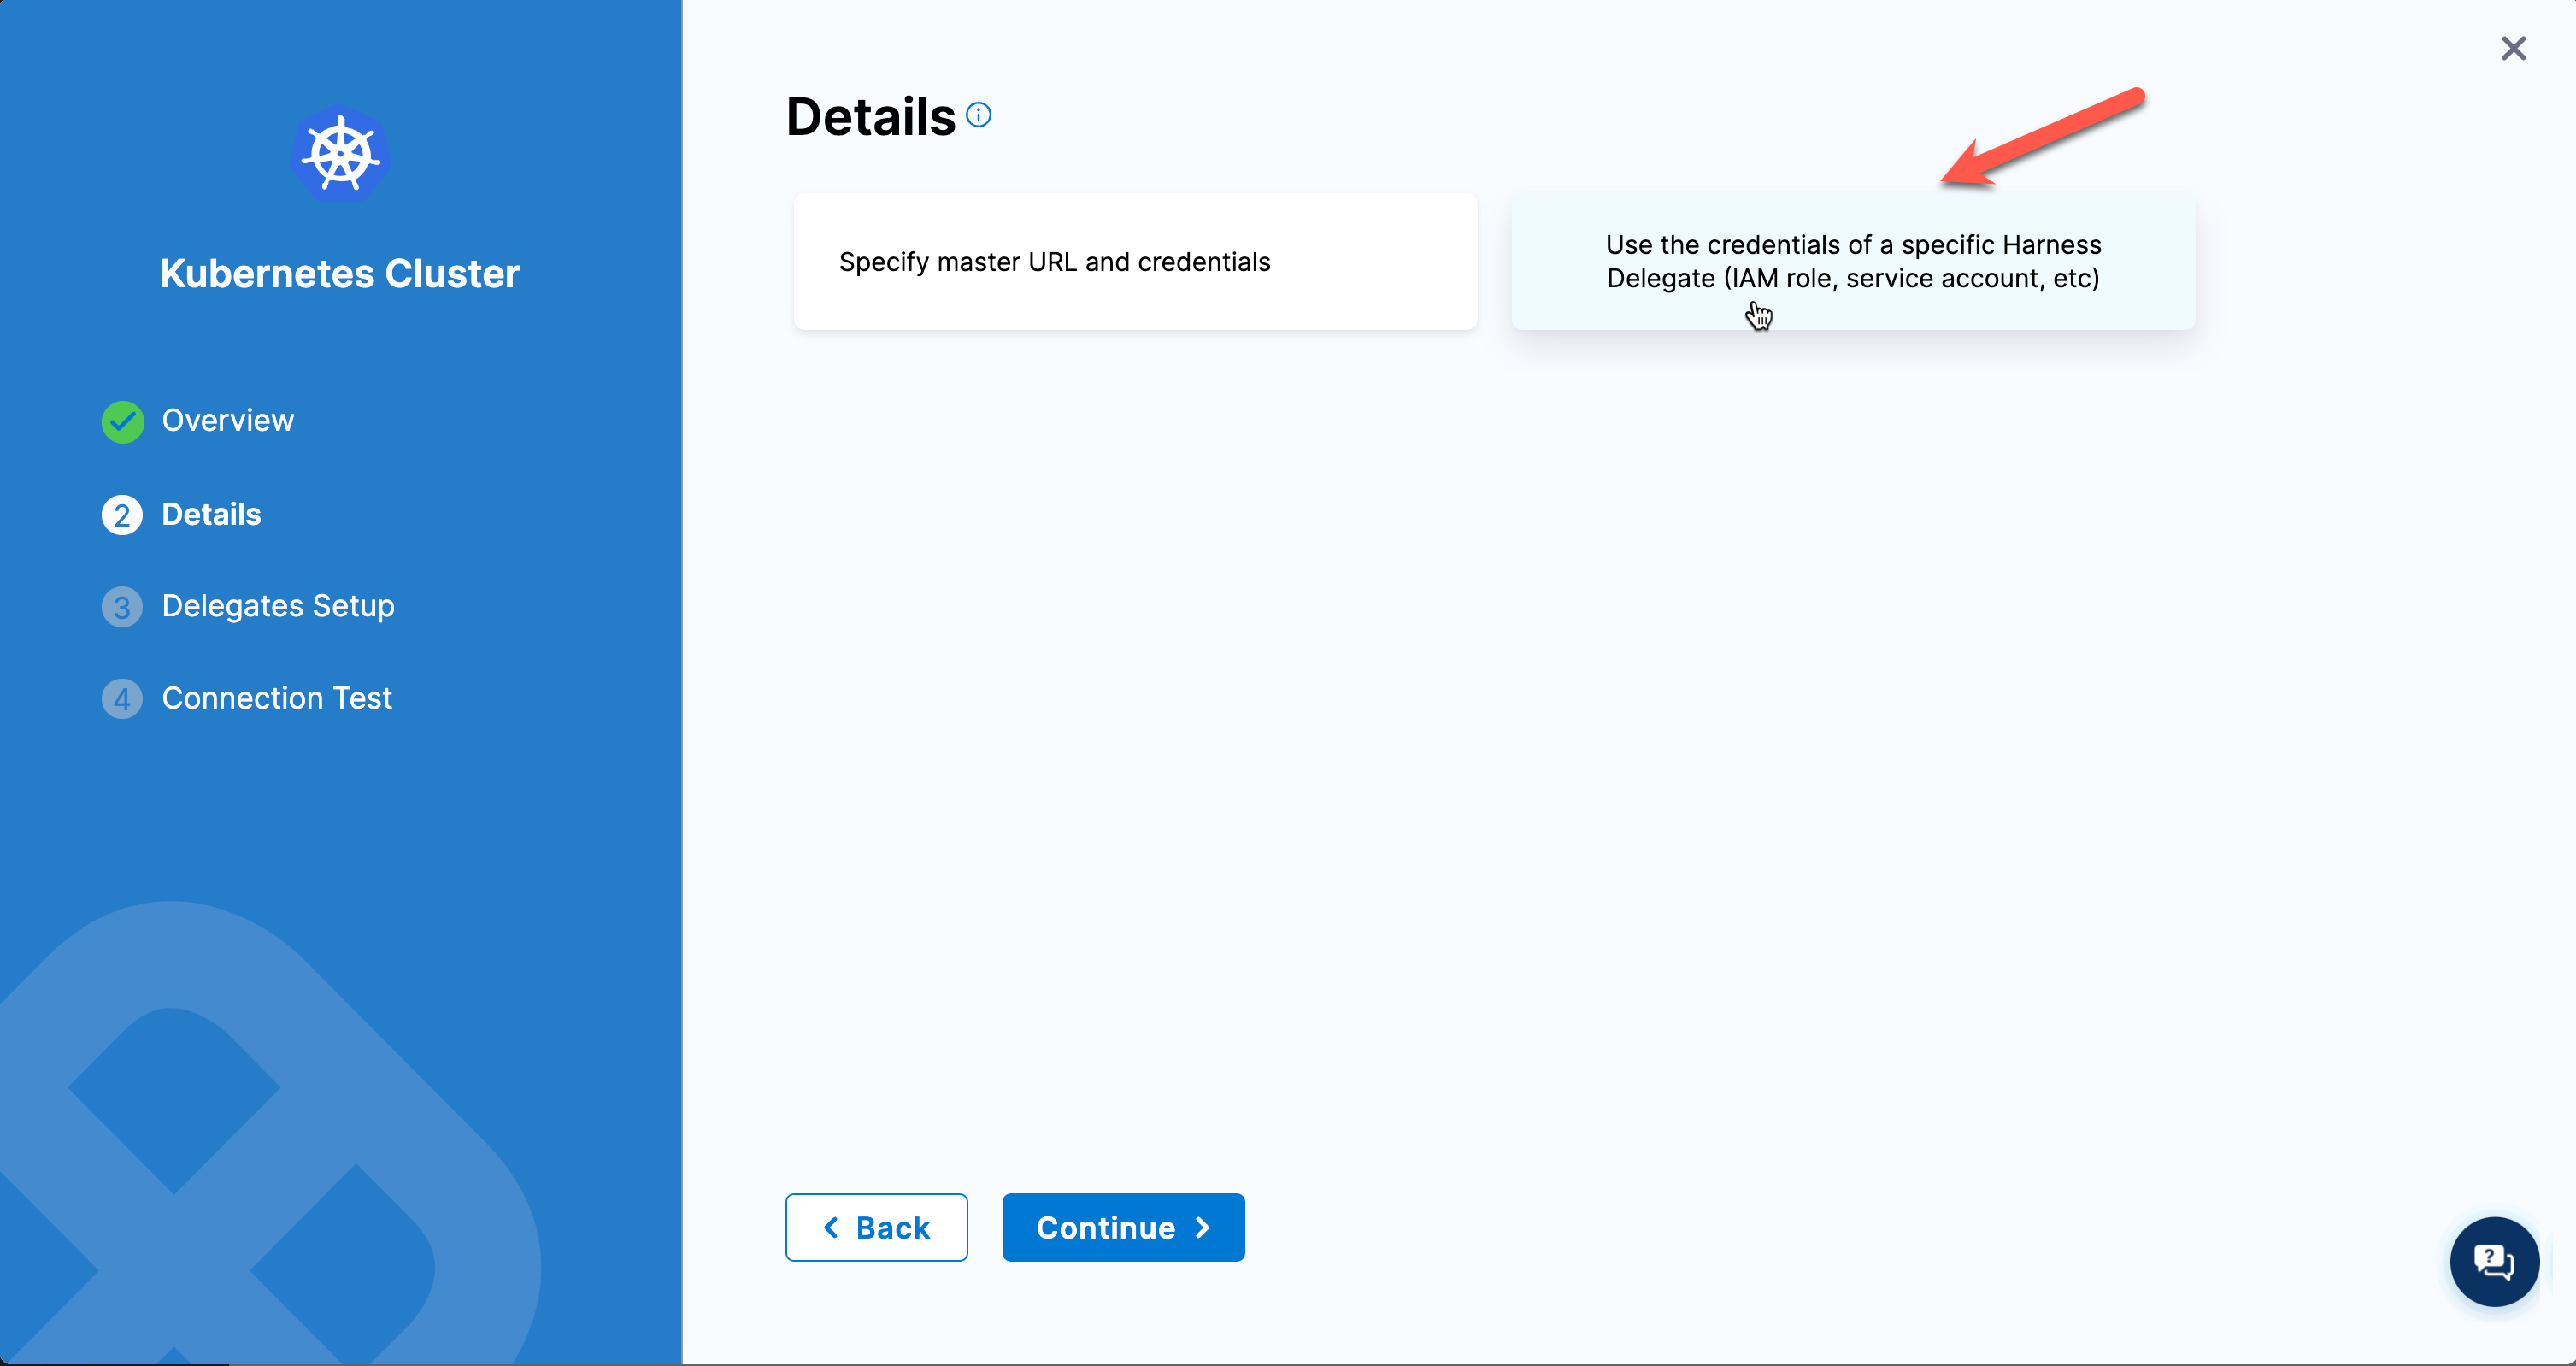 Kubernetes Cluster
Overview
2 Details
3 Delegates Setup
4 Connection Test
Details
Specify master URL and credentials
Use the credentials of a specific Harness
Delegate (IAM role, service account, etc)
Back
Continue